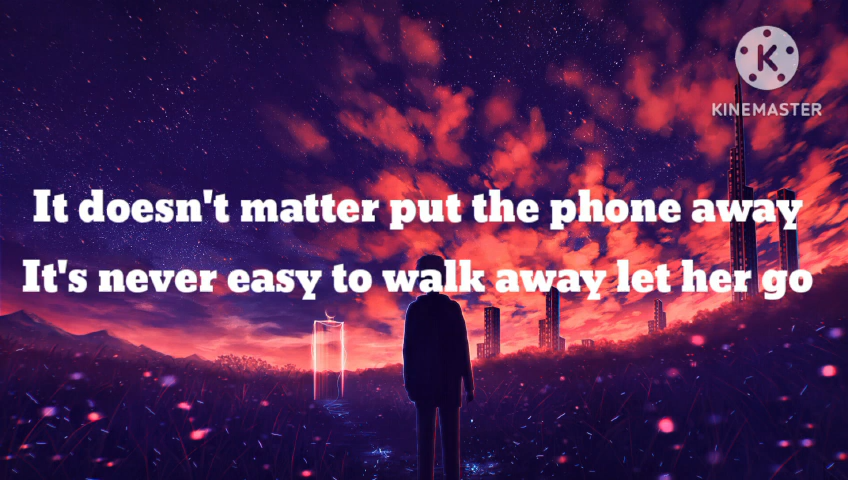 KINEMASTER
It doesn't matter put the phone away
It's never easy to walk away let her go